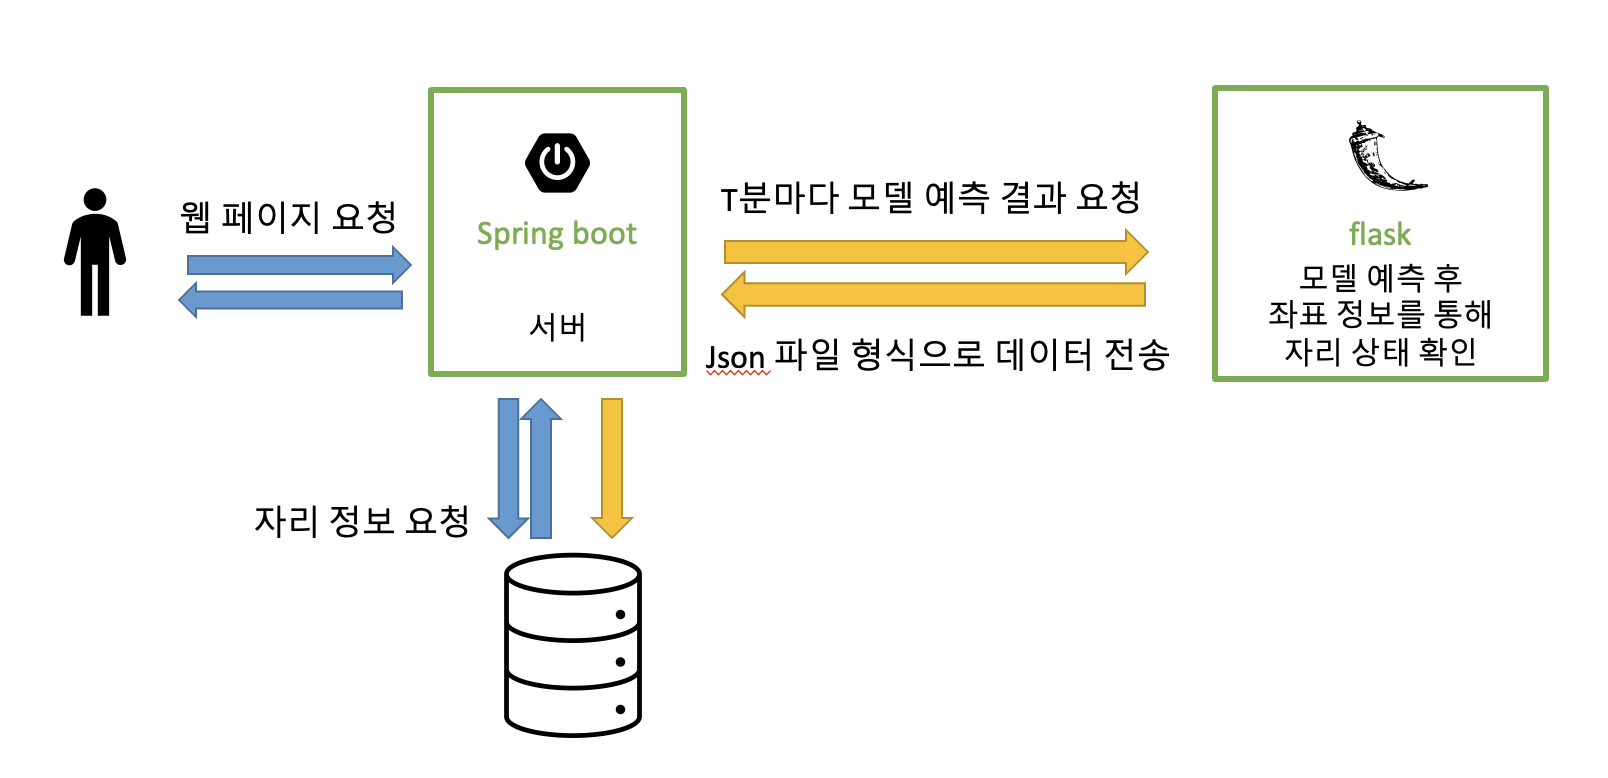 웹 페이지 요청
Spring boot
서버
T분마다 모델 예측 결과 요청
Json 파일 형식으로 데이터 전송
flask
모델 예측 후
좌표 정보를 통해
자리 상태 확인
자리 정보 요청